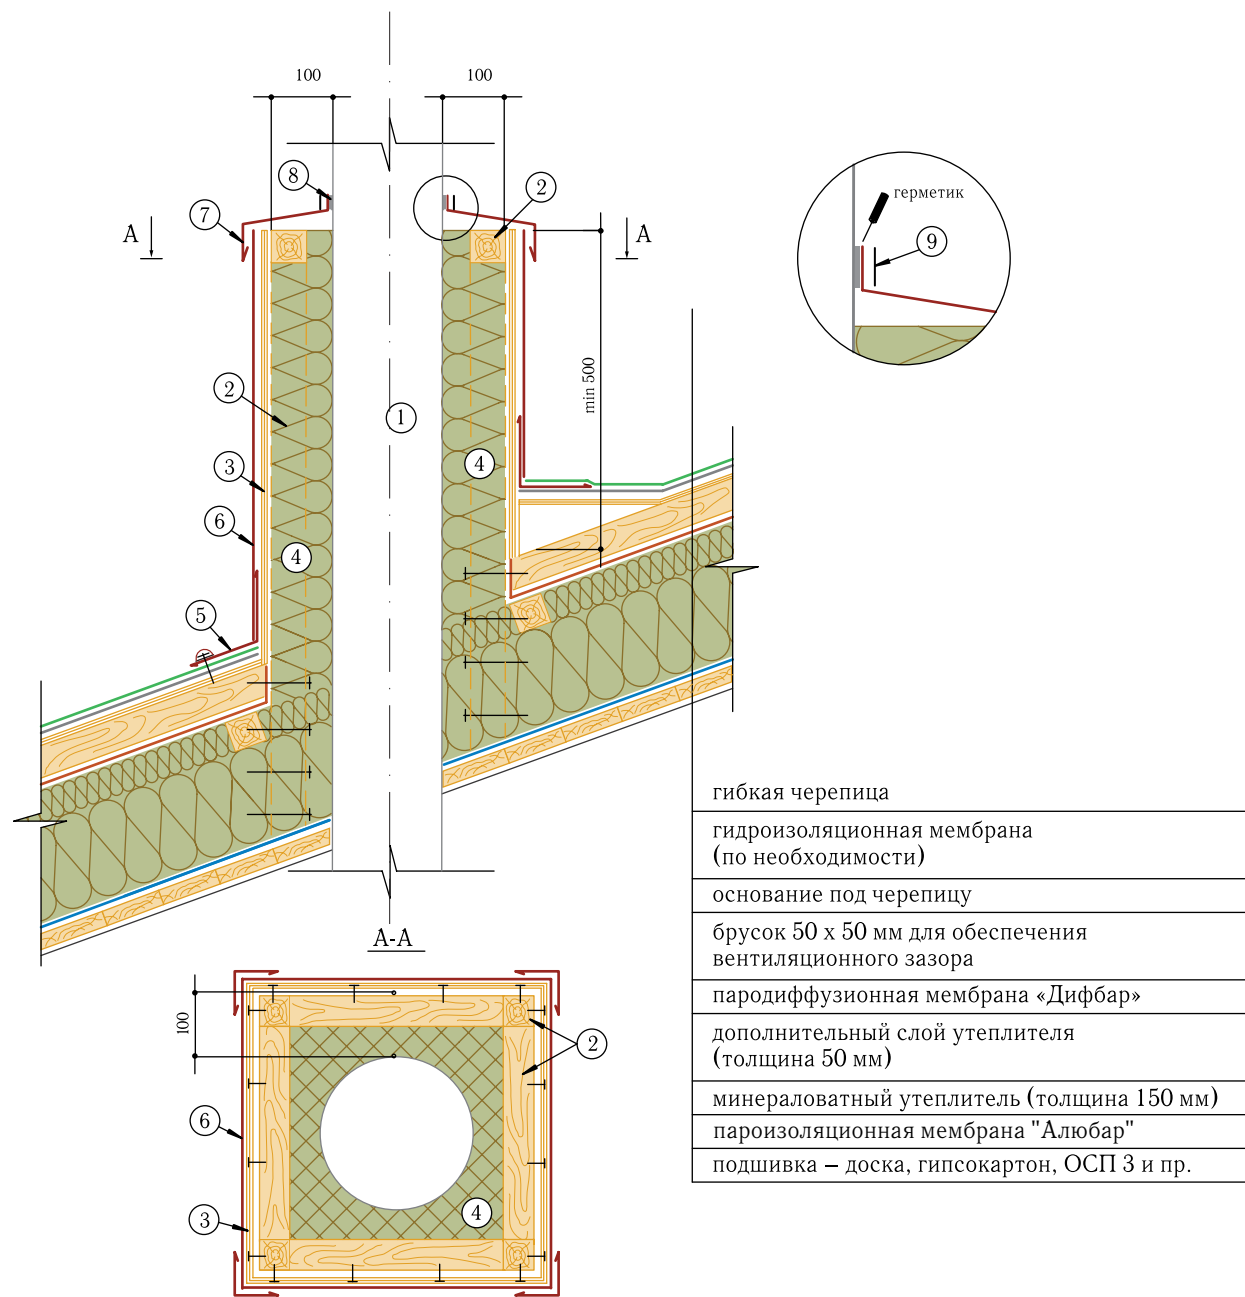 100
100
8
2
7
А
А
герметик
9
2
1
min 500
3
4
6
4
5
гибкая черепица
гидроизоляционная мембрана
(по необходимости)
основание под черепицу
брусок 50 х 50 мм для обеспечения
вентиляционного зазора
пародиффузионная мембрана «Дифбар»
дополнительный слой утеплителя
(толщина 50 мм)
минераловатный утеплитель (толщина 150 мм)
пароизоляционная мембрана "Алюбар"
подшивка – доска, гипсокартон, ОСП 3 и пр.
А-А
100
2
6
4
3